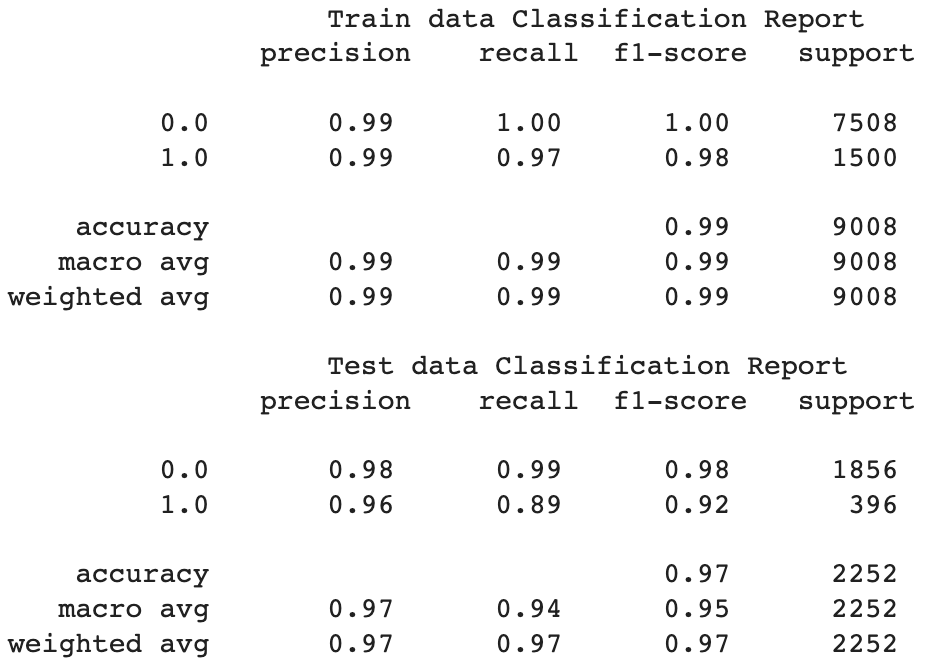 Train data Classification Report
precision recall f1-score support
0.0 0.99 1.00 1.00 7508
1.0 0.99 0.97 0.98 1500
accuracy 0.99 9008
macro avg 0.99 0.99 0.99 9008
weighted avg 0.99 0.99 0.99 9008
Test data Classification Report
precision recall f1-score support
0.0 0.98 0.99 0.98 1856
1.0 0.96 0.89 0.92 396
accuracy 0.97 2252
macro avg 0.97 0.94 0.95 2252
weighted avg 0.97 0.97 0.97 2252